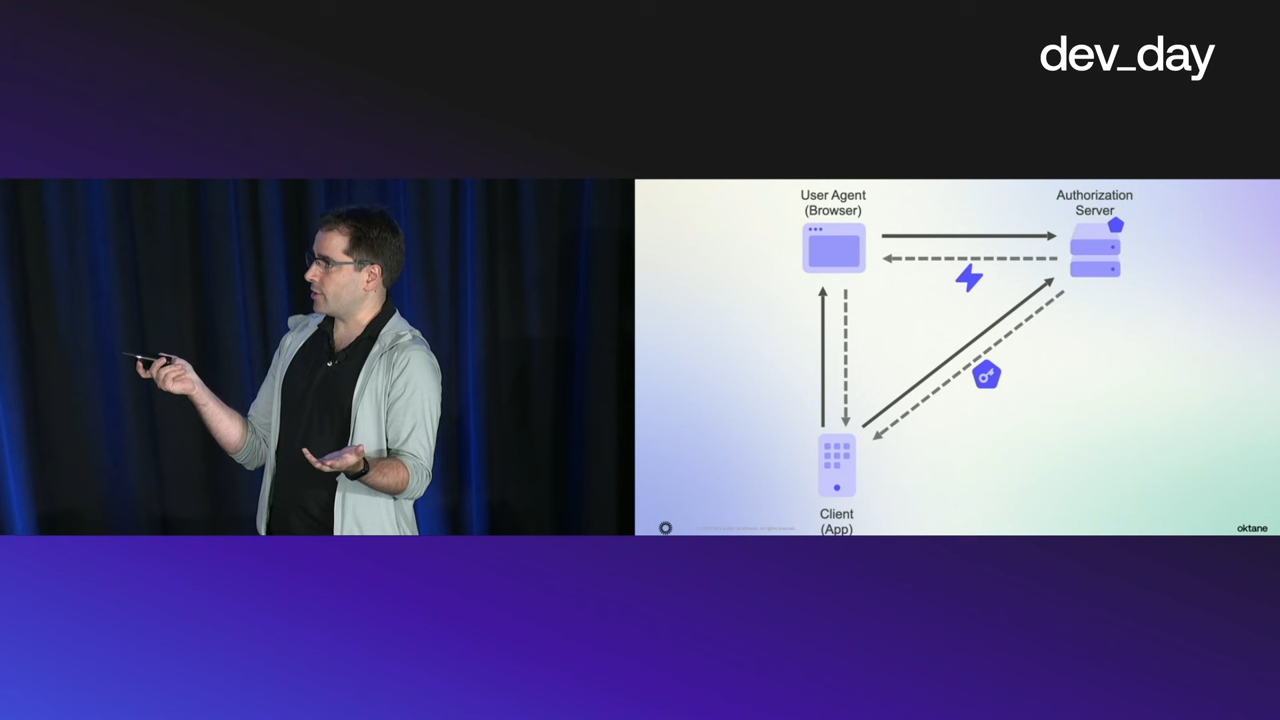 dev_day
User Agent
(Browser)
Authorization
Server
Client
(App)
oktane